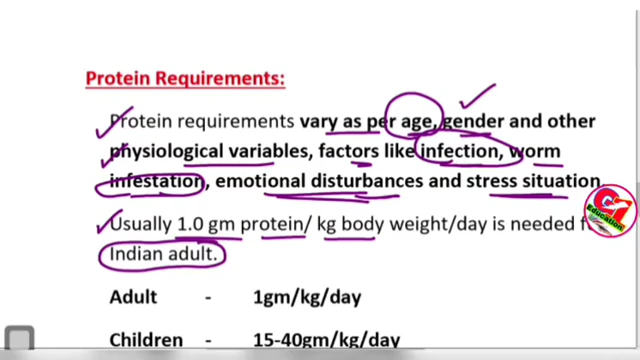 Protein Requirements:
Protein requirements vary as per age, gender and other
physiological variables, factors like infection, worm
infestation, emotional disturbances and stress situation.
Usually 1.0 gm protein/ kg body weight/day is needed
Indian adult.
Adult - 1gm/kg/day
Children - 15-40gm/kg/day
G7
Education